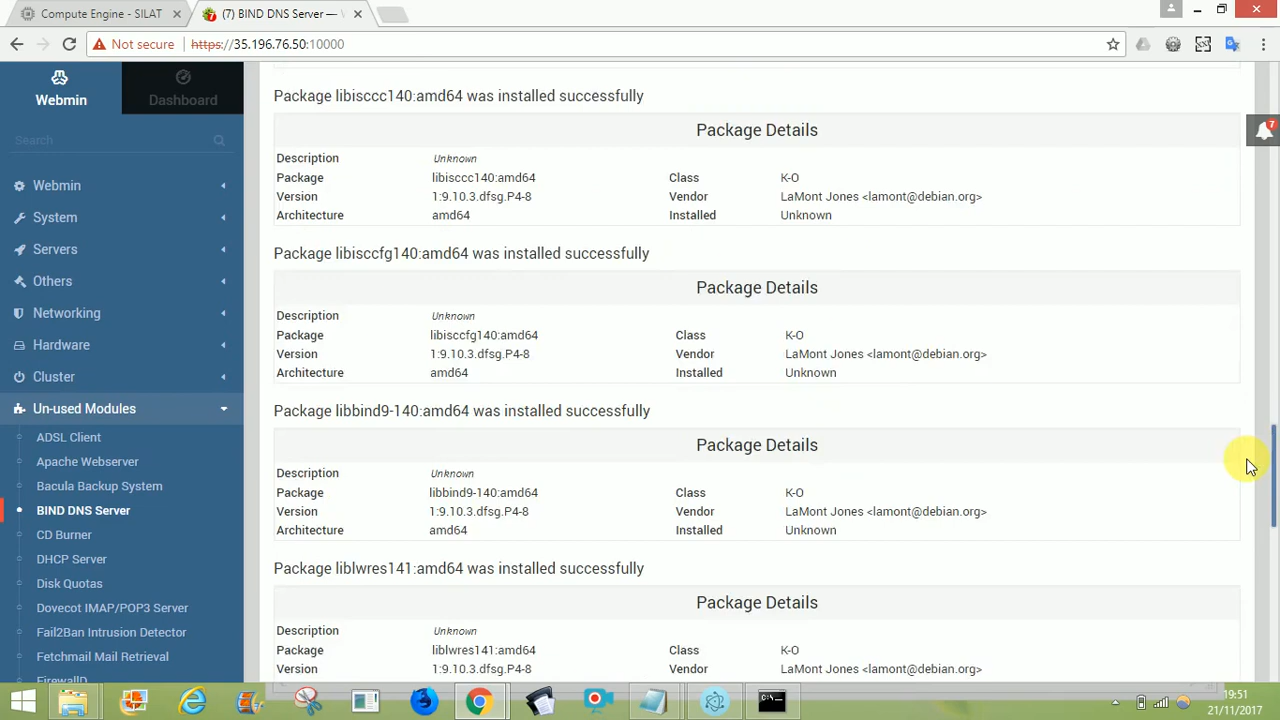 Compute Engine - SILAT
(7) BIND DNS Server — W
Not secure https://35.196.76.50:10000
Webmin
Dashboard
Search
Webmin
System
Servers
Others
Networking
Hardware
Cluster
Un-used Modules
ADSL Client
Apache Webserver
Bacula Backup System
BIND DNS Server
CD Burner
DHCP Server
Disk Quotas
Dovecot IMAP/POP3 Server
Fail2Ban Intrusion Detector
Fetchmail Mail Retrieval
FirewallD
Package libisccc140:amd64 was installed successfully
Package Details
Description Unknown
Package libisccc140:amd64 Class K-O
Version 1:9.10.3.dfsg.P4-8 Vendor LaMont Jones <lamont@debian.org>
Architecture amd64 Installed Unknown
Package libisccfg140:amd64 was installed successfully
Package Details
Description Unknown
Package libisccfg140:amd64 Class K-O
Version 1:9.10.3.dfsg.P4-8 Vendor LaMont Jones <lamont@debian.org>
Architecture amd64 Installed Unknown
Package libbind9-140:amd64 was installed successfully
Package Details
Description Unknown
Package libbind9-140:amd64 Class K-O
Version 1:9.10.3.dfsg.P4-8 Vendor LaMont Jones <lamont@debian.org>
Architecture amd64 Installed Unknown
Package liblwres141:amd64 was installed successfully
Package Details
Description Unknown
Package liblwres141:amd64 Class K-O
Version 1:9.10.3.dfsg.P4-8 Vendor LaMont Jones <lamont@debian.org>
7
19:51
21/11/2017